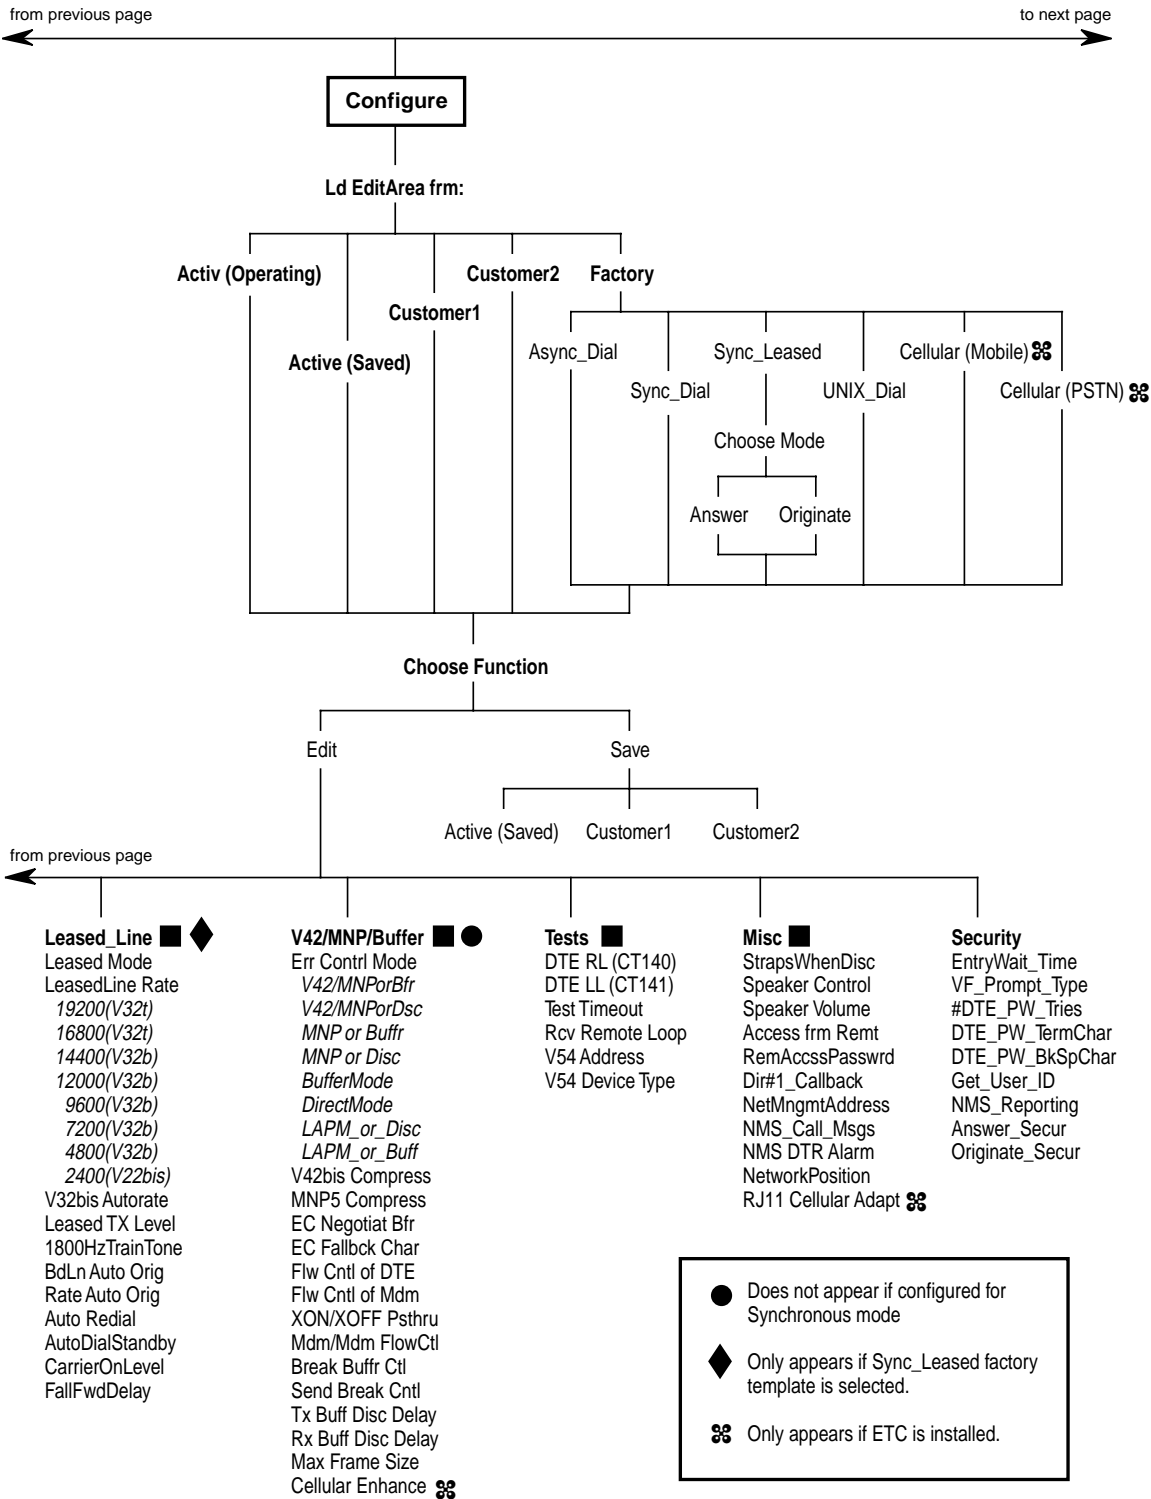 from previous page
to next page
Configure
Ld EditArea frm:
Activ (Operating)
Customer2
Factory
Customer1
Active (Saved)
Async_Dial
Sync_Leased
Cellular (Mobile)
Sync_Dial
UNIX_Dial
Cellular (PSTN)
Choose Mode
Answer
Originate
Choose Function
Edit
Save
Active (Saved)
Customer1
Customer2
from previous page
Leased_Line
Leased Mode
LeasedLine Rate
19200(V32t)
16800(V32t)
14400(V32b)
12000(V32b)
9600(V32b)
7200(V32b)
4800(V32b)
2400(V22bis)
V32bis Autorate
Leased TX Level
1800HzTrainTone
BdLn Auto Orig
Rate Auto Orig
Auto Redial
AutoDialStandby
CarrierOnLevel
FallFwdDelay
V42/MNP/Buffer
Err Contrl Mode
V42/MNPorBfr
V42/MNPorDsc
MNP or Buffr
MNP or Disc
BufferMode
DirectMode
LAPM_or_Disc
LAPM_or_Buff
V42bis Compress
MNP5 Compress
EC Negotiat Bfr
EC Fallbck Char
Flw Cntl of DTE
Flw Cntl of Mdm
XON/XOFF Psthru
Mdm/Mdm FlowCtl
Break Buffr Ctl
Send Break Cntl
Tx Buff Disc Delay
Rx Buff Disc Delay
Max Frame Size
Cellular Enhance
Tests
DTE RL (CT140)
DTE LL (CT141)
Test Timeout
Rcv Remote Loop
V54 Address
V54 Device Type
Misc
StrapsWhenDisc
Speaker Control
Speaker Volume
Access frm Remt
RemAccssPasswrd
Dir#1_Callback
NetMngmtAddress
NMS_Call_Msgs
NMS DTR Alarm
NetworkPosition
RJ11 Cellular Adapt
Security
EntryWait_Time
VF_Prompt_Type
#DTE_PW_Tries
DTE_PW_TermChar
DTE_PW_BkSpChar
Get_User_ID
NMS_Reporting
Answer_Secur
Originate_Secur
Does not appear if configured for
Synchronous mode
Only appears if Sync_Leased factory
template is selected.
Only appears if ETC is installed.